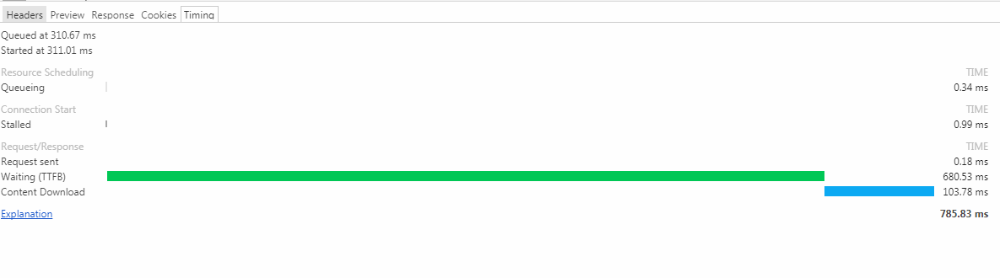 Headers Preview Response Cookies Timing
Queued at 310.67 ms
Started at 311.01 ms
Resource Scheduling TIME
Queueing 0.34 ms
Connection Start TIME
Stalled 0.99 ms
Request/Response TIME
Request sent 0.18 ms
Waiting (TTFB) 680.53 ms
Content Download 103.78 ms
Explanation 785.83 ms